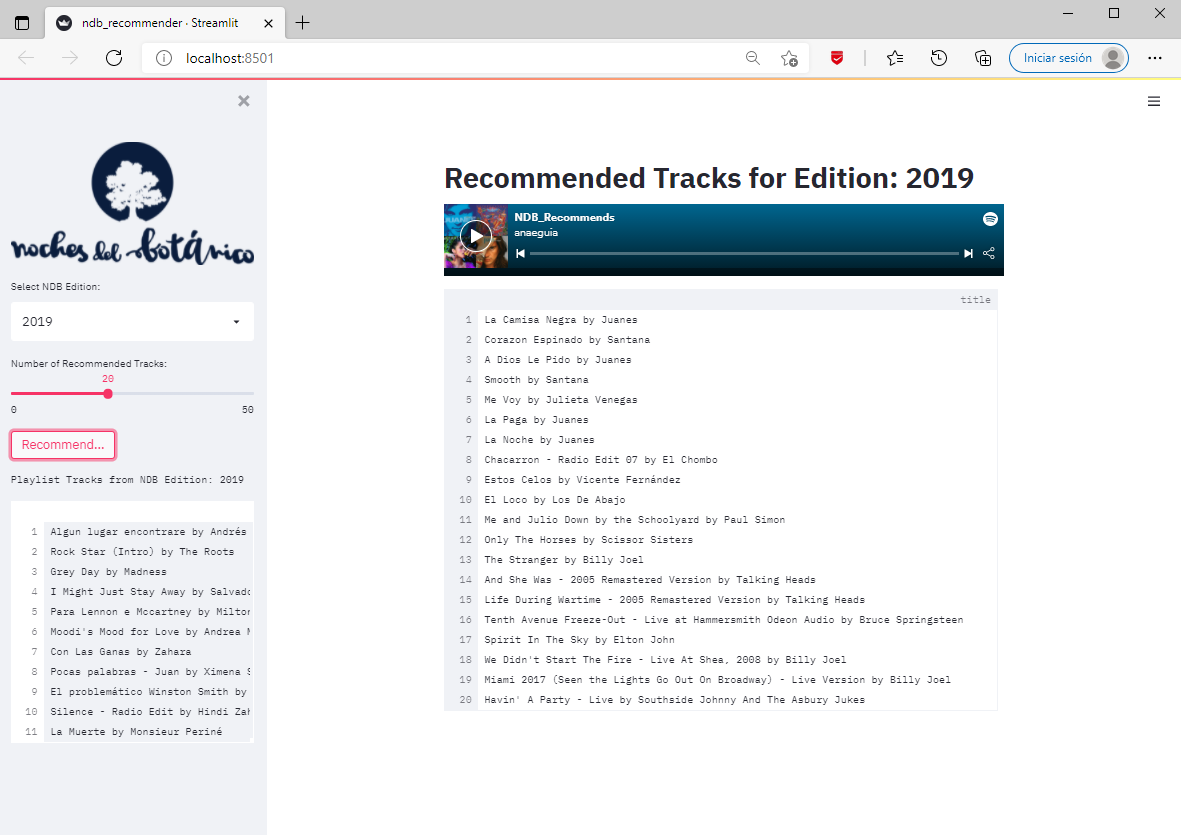 ndb_recommender · Streamlit
localhost:8501
Iniciar sesión
noches del botánico
Select NDB Edition:
2019
Number of Recommended Tracks:
20
0 50
Recommend...
Playlist Tracks from NDB Edition: 2019
1 Algun lugar encontrare by Andrés
2 Rock Star (Intro) by The Roots
3 Grey Day by Madness
4 I Might Just Stay Away by Salvado
5 Para Lennon e Mccartney by Milton
6 Moodi's Mood for Love by Andrea M
7 Con Las Ganas by Zahara
8 Pocas palabras - Juan by Ximena S
9 El problemático Winston Smith by
10 Silence - Radio Edit by Hindi Zah
11 La Muerte by Monsieur Periné
Recommended Tracks for Edition: 2019
NDB_Recommends
anaeguia
title
1 La Camisa Negra by Juanes
2 Corazon Espinado by Santana
3 A Dios Le Pido by Juanes
4 Smooth by Santana
5 Me Voy by Julieta Venegas
6 La Paga by Juanes
7 La Noche by Juanes
8 Chacarron - Radio Edit 07 by El Chombo
9 Estos Celos by Vicente Fernández
10 El Loco by Los De Abajo
11 Me and Julio Down by the Schoolyard by Paul Simon
12 Only The Horses by Scissor Sisters
13 The Stranger by Billy Joel
14 And She Was - 2005 Remastered Version by Talking Heads
15 Life During Wartime - 2005 Remastered Version by Talking Heads
16 Tenth Avenue Freeze-Out - Live at Hammersmith Odeon Audio by Bruce Springsteen
17 Spirit In The Sky by Elton John
18 We Didn't Start The Fire - Live At Shea, 2008 by Billy Joel
19 Miami 2017 (Seen the Lights Go Out On Broadway) - Live Version by Billy Joel
20 Havin' A Party - Live by Southside Johnny And The Asbury Jukes